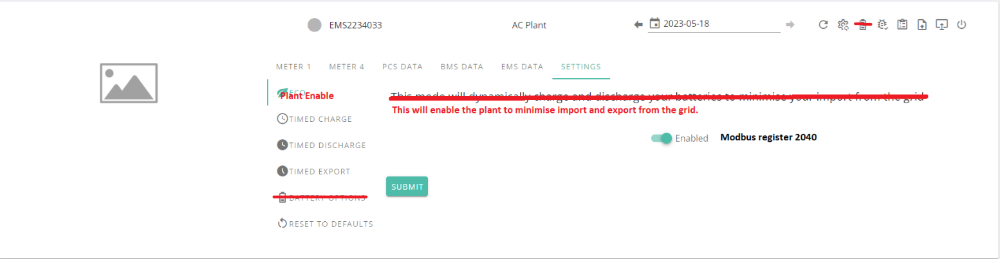 EMS2234033 AC Plant 2023-05-18
METER 1 METER 4 PCS DATA BMS DATA EMS DATA SETTINGS
ECO
Plant Enable
This mode will dynamically charge and discharge your batteries to minimise your import from the grid
This will enable the plant to minimise import and export from the grid.
TIMED CHARGE
Enabled Modbus register 2040
TIMED DISCHARGE
TIMED EXPORT
SUBMIT
BATTERY OPTIONS
RESET TO DEFAULTS